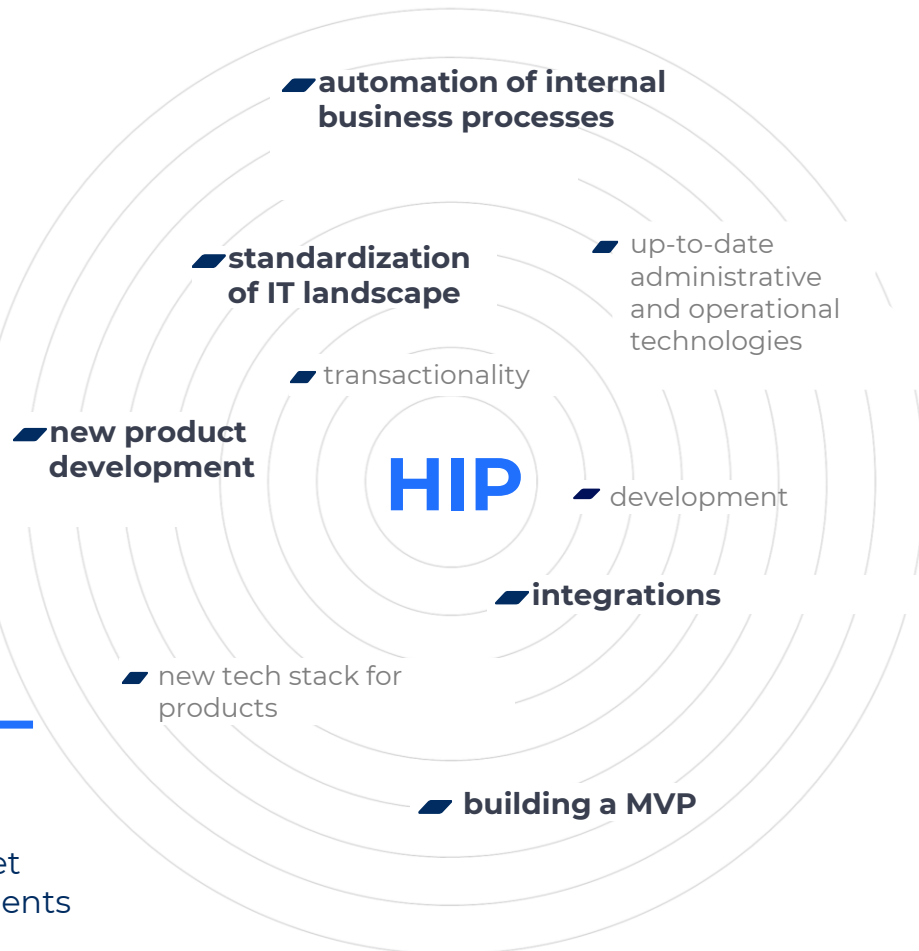 automation of internal
business processes
standardization
of IT landscape
up-to-date
administrative
and operational
technologies
transactionality
new product
development
HIP
development
integrations
new tech stack for
products
building a MVP